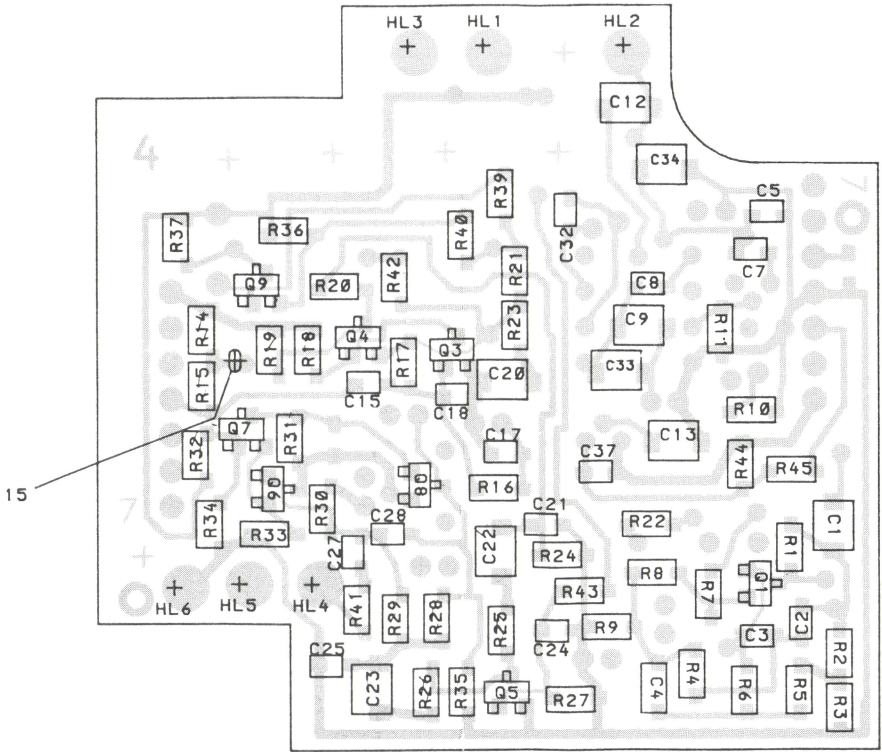 HL3
HL1
HL2
C12
4
C34
7
R39
C5
R37
R36
R40
C32
C7
R42
R21
Q9
R20
C8
R14
R19
R18
Q4
R17
Q3
R23
C9
R11
R15
C15
C18
C20
C33
R10
Q7
R31
C17
C13
R32
R44
R45
C37
15
Q6
Q8
R16
R34
R30
C21
R22
C1
7
R33
C28
C27
C22
R24
R1
R8
R43
R7
Q1
HL6
HL5
HL4
R41
R29
R28
R25
C24
R9
C3
C2
R2
C25
C23
R26
R35
Q5
R27
C4
R4
R6
R5
R3